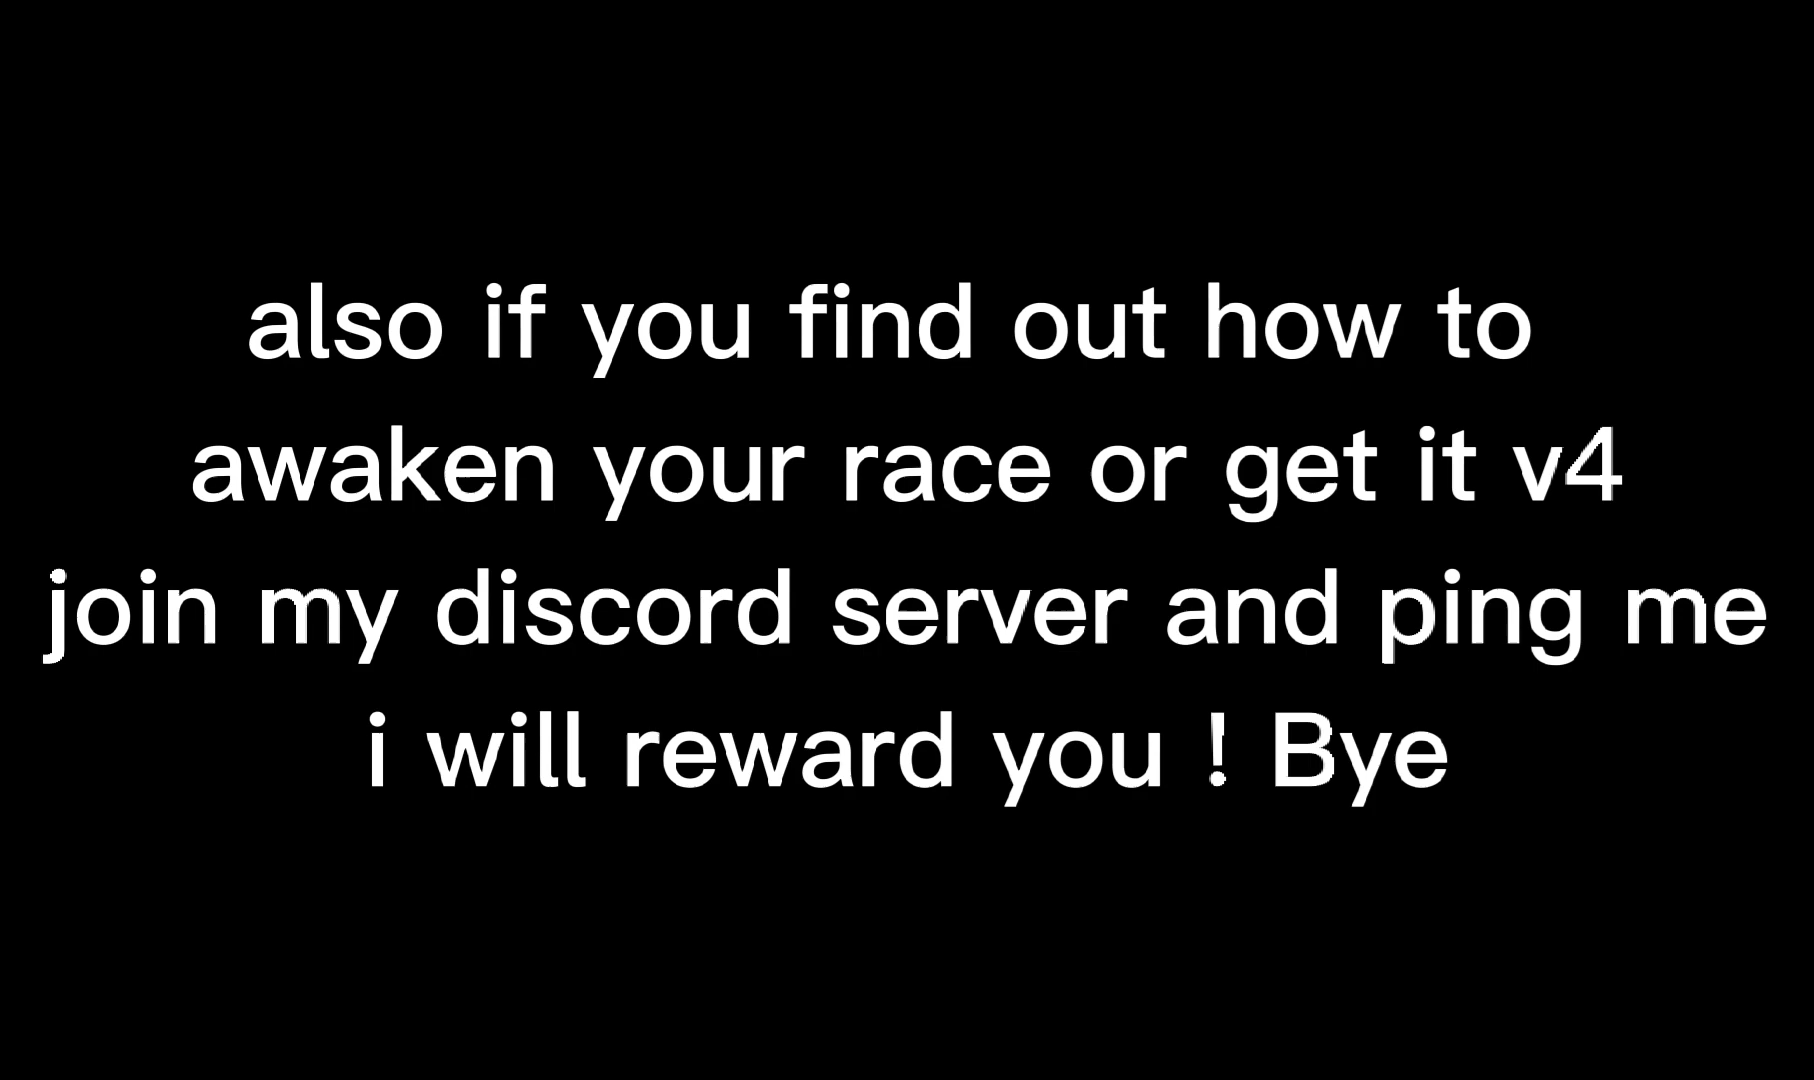 also if you find out how to
awaken your race or get it v4
join my discord server and ping me
i will reward you ! Bye